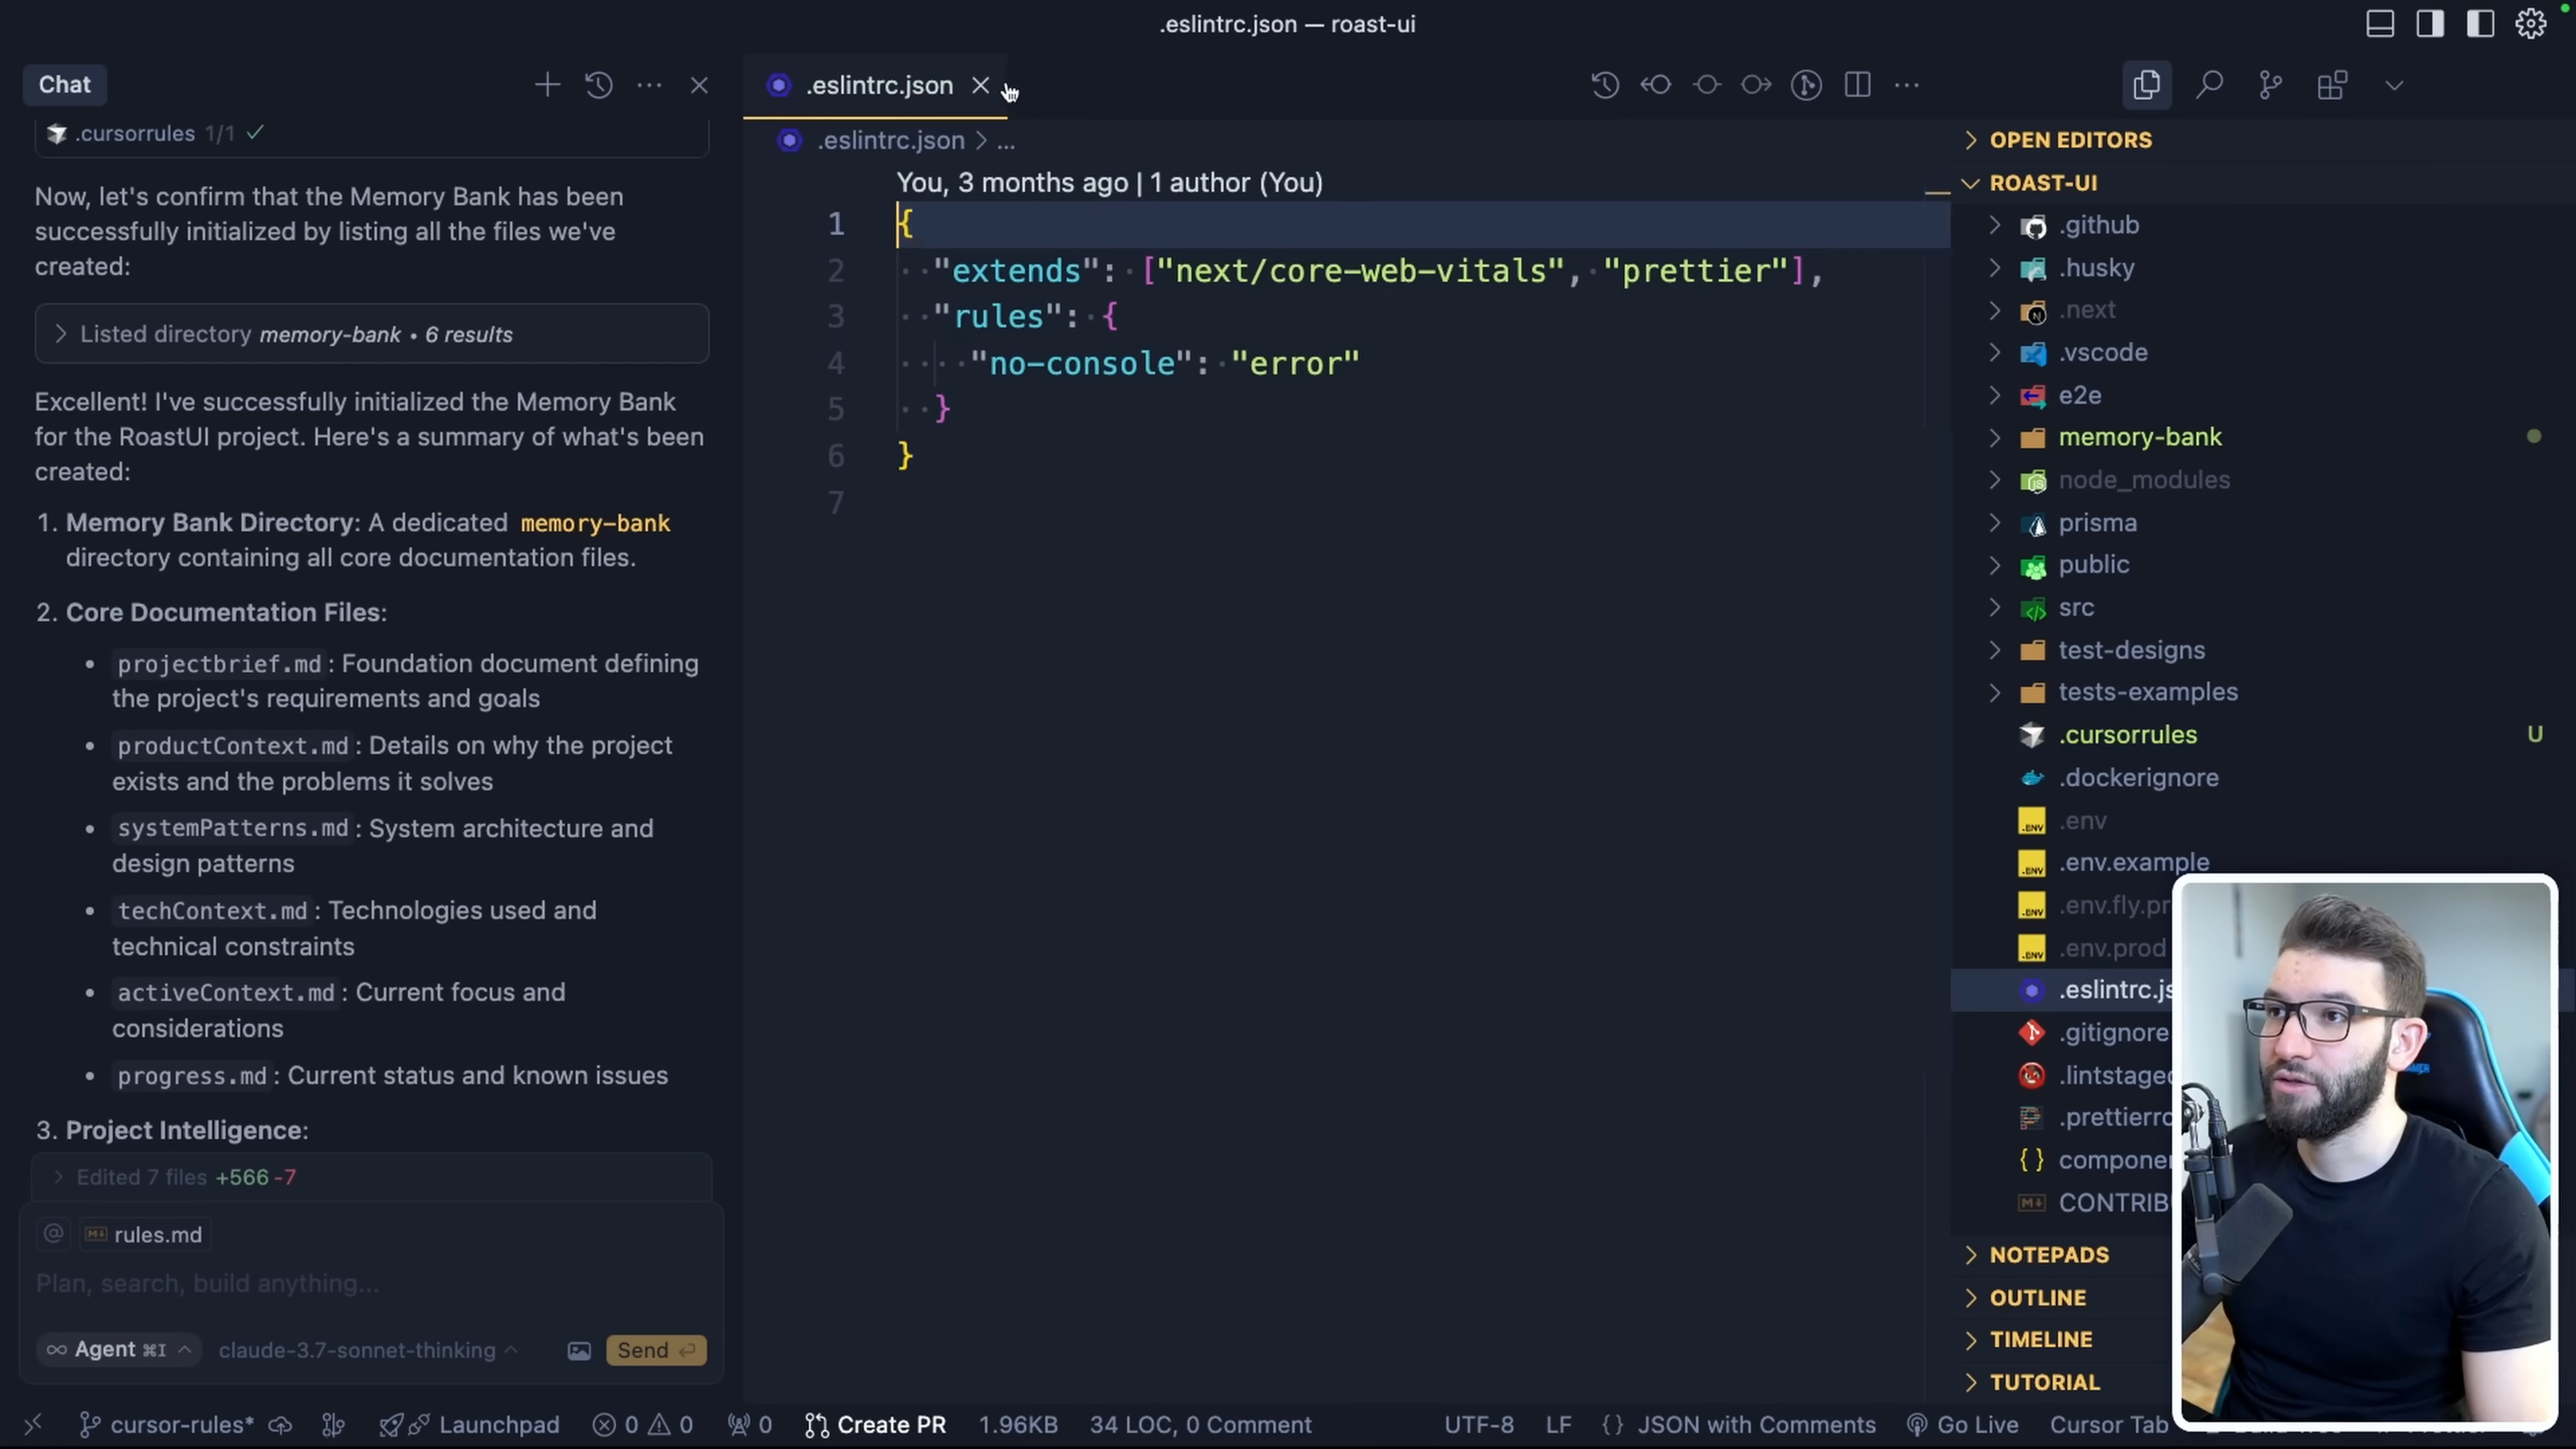 .eslintrc.json — roast-ui
Chat
.cursorrules 1/1
Now, let's confirm that the Memory Bank has been
successfully initialized by listing all the files we've
created:
Listed directory memory-bank • 6 results
Excellent! I've successfully initialized the Memory Bank
for the RoastUI project. Here's a summary of what's been
created:
1. Memory Bank Directory: A dedicated memory-bank
directory containing all core documentation files.
2. Core Documentation Files:
• projectbrief.md: Foundation document defining
the project's requirements and goals
• productContext.md: Details on why the project
exists and the problems it solves
• systemPatterns.md: System architecture and
design patterns
• techContext.md: Technologies used and
technical constraints
• activeContext.md: Current focus and
considerations
• progress.md: Current status and known issues
3. Project Intelligence:
Edited 7 files +566 -7
@ rules.md
Plan, search, build anything...
Agent ⌘I claude-3.7-sonnet-thinking Send
.eslintrc.json
.eslintrc.json > ...
You, 3 months ago | 1 author (You)
1 {
2 "extends": ["next/core-web-vitals", "prettier"],
3 "rules": {
4 "no-console": "error"
5 }
6 }
7
OPEN EDITORS
ROAST-UI
.github
.husky
.next
.vscode
e2e
memory-bank
node_modules
prisma
public
src
test-designs
tests-examples
.cursorrules U
.dockerignore
.env
.env.example
.env.fly.pr
.env.prod
.eslintrc.js
.gitignore
.lintstaged
.prettierrc
componen
CONTRIB
NOTEPADS
OUTLINE
TIMELINE
TUTORIAL
cursor-rules* Launchpad 0 0 0 Create PR 1.96KB 34 LOC, 0 Comment UTF-8 LF {} JSON with Comments Go Live Cursor Tab